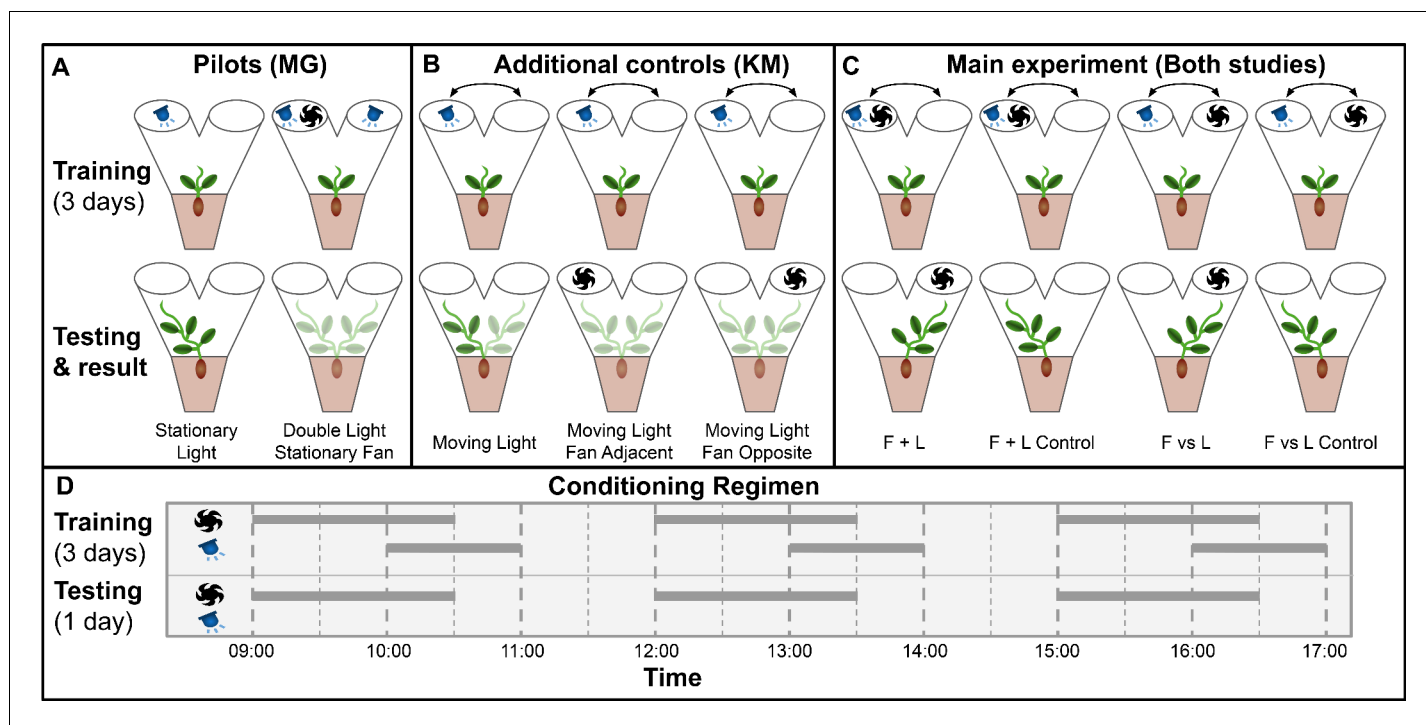 A
Pilots (MG)
B
Additional controls (KM)
C
Main experiment (Both studies)
Training
(3 days)
Testing
& result
Stationary
Light
Double Light
Stationary Fan
Moving Light
Moving Light
Fan Adjacent
Moving Light
Fan Opposite
F + L
F + L Control
F vs L
F vs L Control
D
Conditioning Regimen
Training
(3 days)
Testing
(1 day)
09:00
10:00
11:00
12:00
13:00
14:00
15:00
16:00
17:00
Time